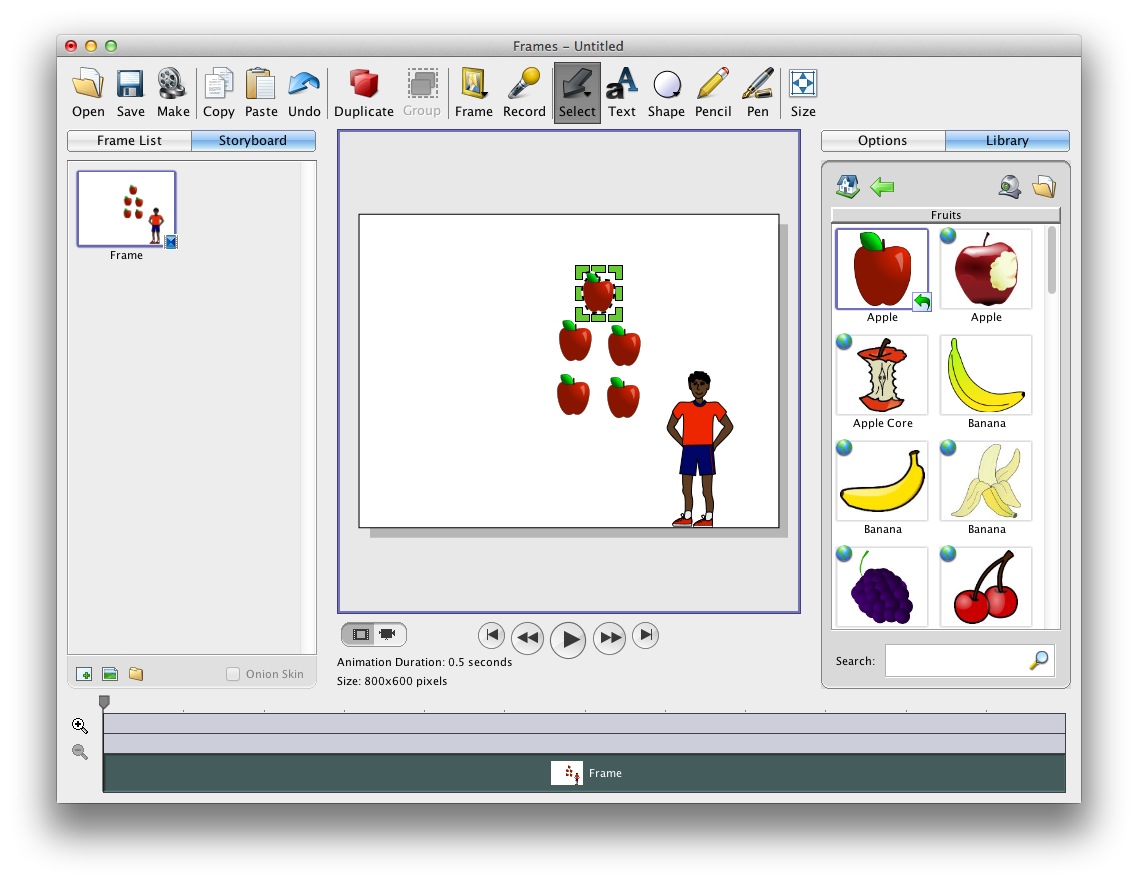 Frames – Untitled
Open Save Make Copy Paste Undo Duplicate Group Frame Record Select Text Shape Pencil Pen Size
Frame List Storyboard
Options Library
Frame
Fruits
Apple Apple
Apple Core Banana
Banana Banana
Search:
Onion Skin
Animation Duration: 0.5 seconds
Size: 800x600 pixels
Frame